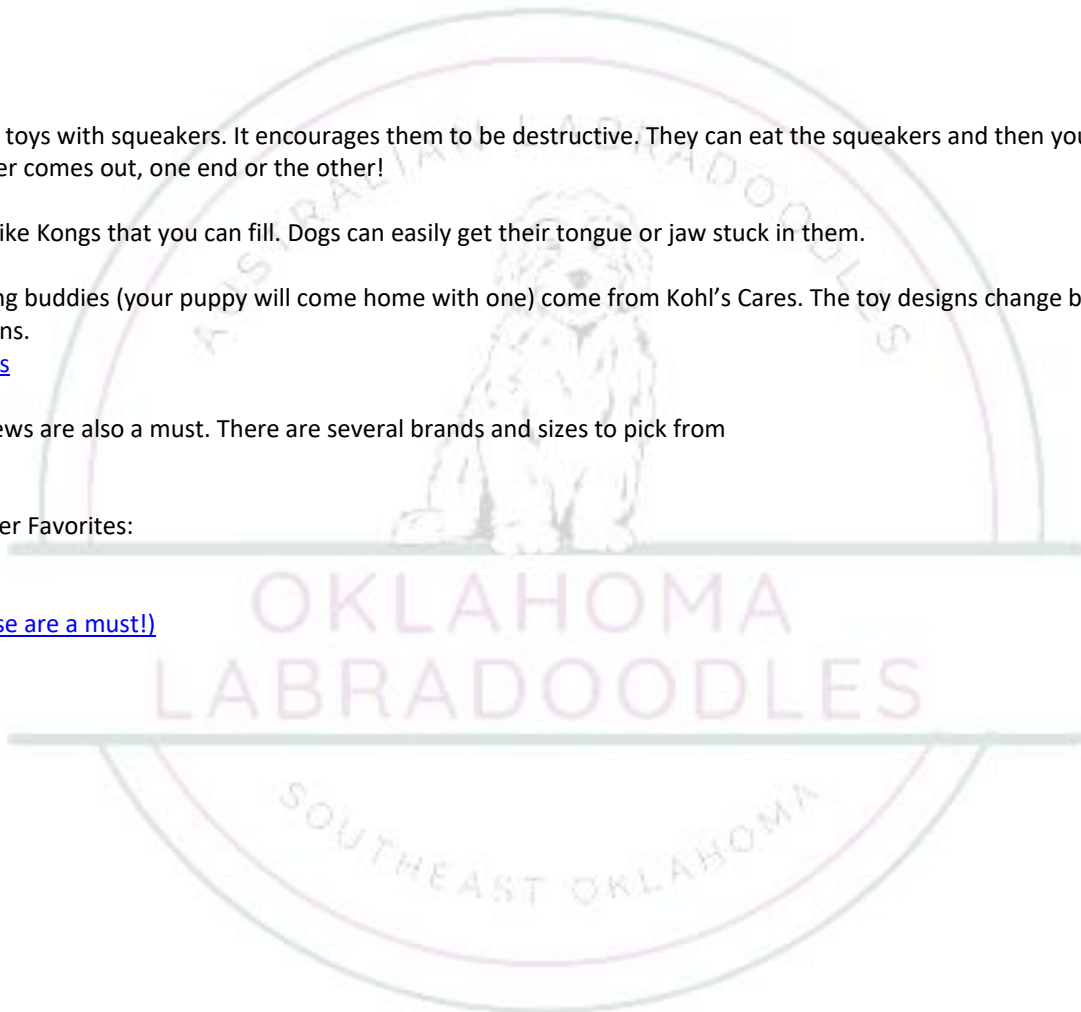 toys with squeakers. It encourages them to be destructive. They can eat the squeakers and then you
er comes out, one end or the other!
ike Kongs that you can fill. Dogs can easily get their tongue or jaw stuck in them.
ng buddies (your puppy will come home with one) come from Kohl's Cares. The toy designs change b
ns.
s
ews are also a must. There are several brands and sizes to pick from
er Favorites:
se are a must!)
AUSTRALIAN LABRADOODLES
OKLAHOMA
LABRADOODLES
SOUTHEAST OKLAHOMA